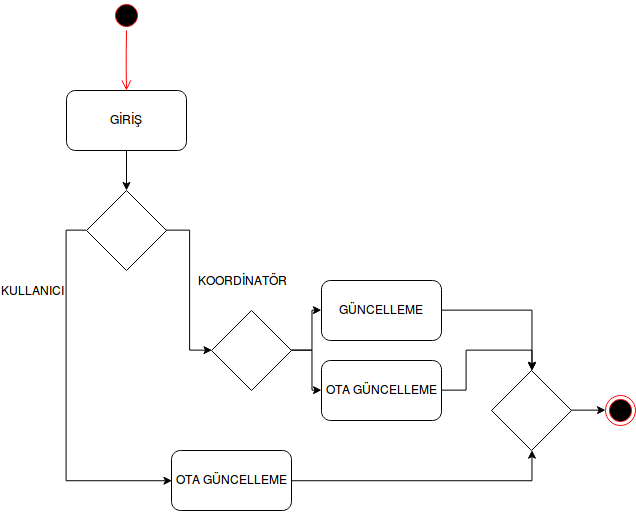 GİRİŞ
KOORDİNATÖR
KULLANICI
GÜNCELLEME
OTA GÜNCELLEME
OTA GÜNCELLEME